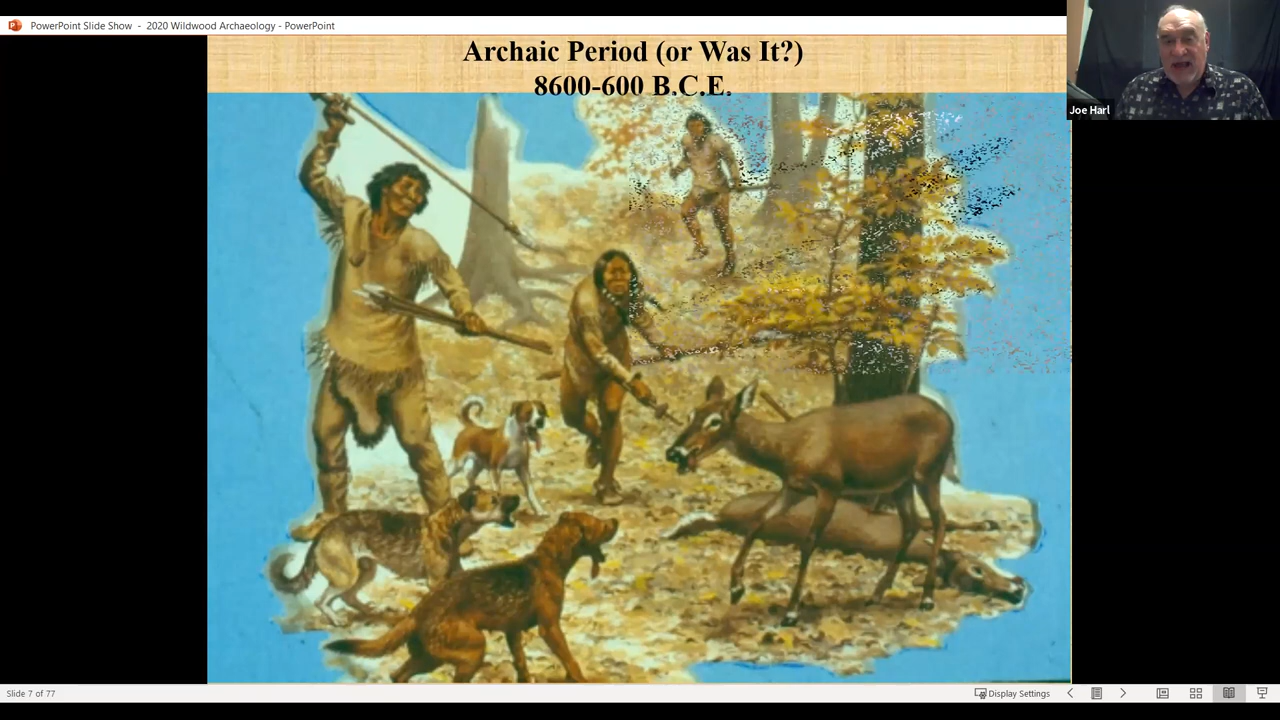 PowerPoint Slide Show - 2020 Wildwood Archaeology - PowerPoint
Archaic Period (or Was It?)
8600-600 B.C.E.
Joe Harl
Slide 7 of 77
Display Settings